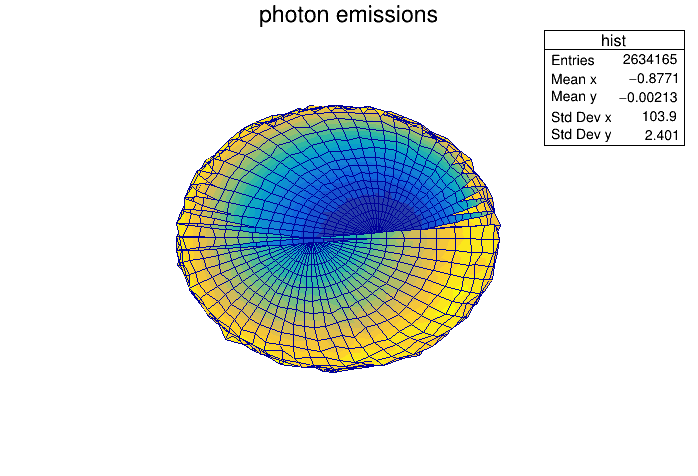 photon emissions
hist
Entries 2634165
Mean x −0.8771
Mean y −0.00213
Std Dev x 103.9
Std Dev y 2.401